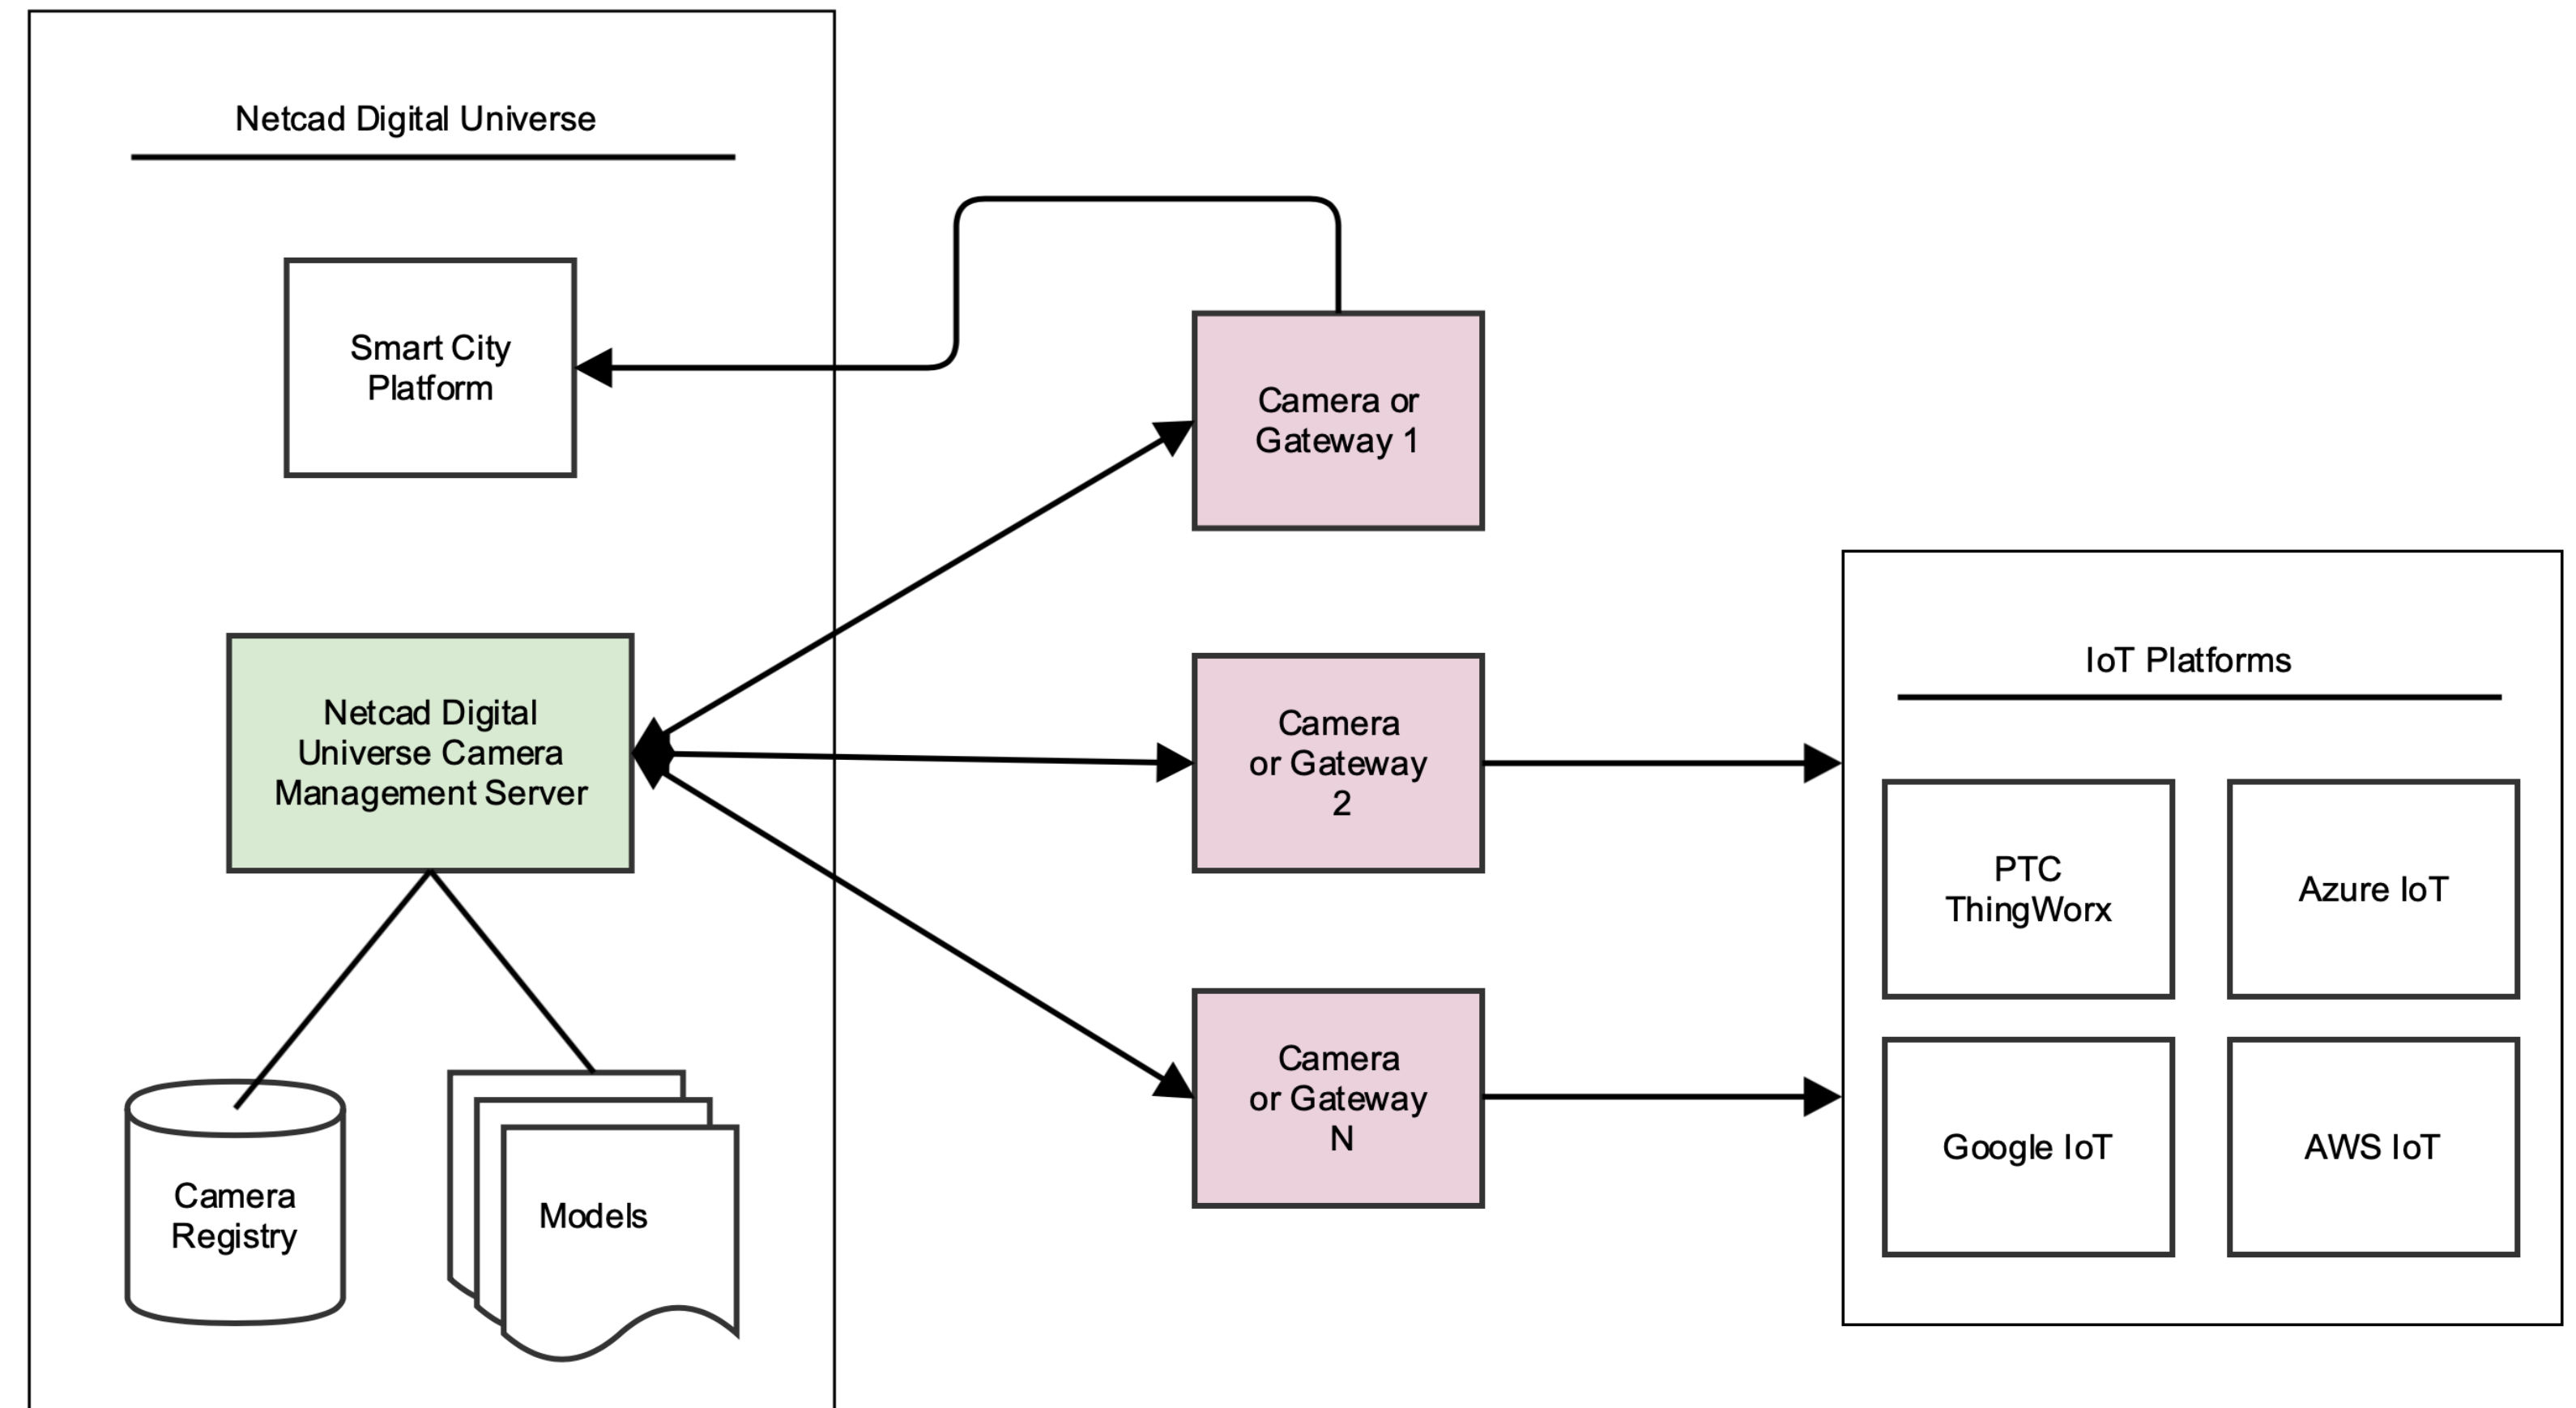 Netcad Digital Universe
Smart City
Platform
Camera or
Gateway 1
Netcad Digital
Universe Camera
Management Server
Camera
or Gateway
2
Camera
or Gateway
N
Camera
Registry
Models
IoT Platforms
PTC
ThingWorx
Azure IoT
Google IoT
AWS IoT